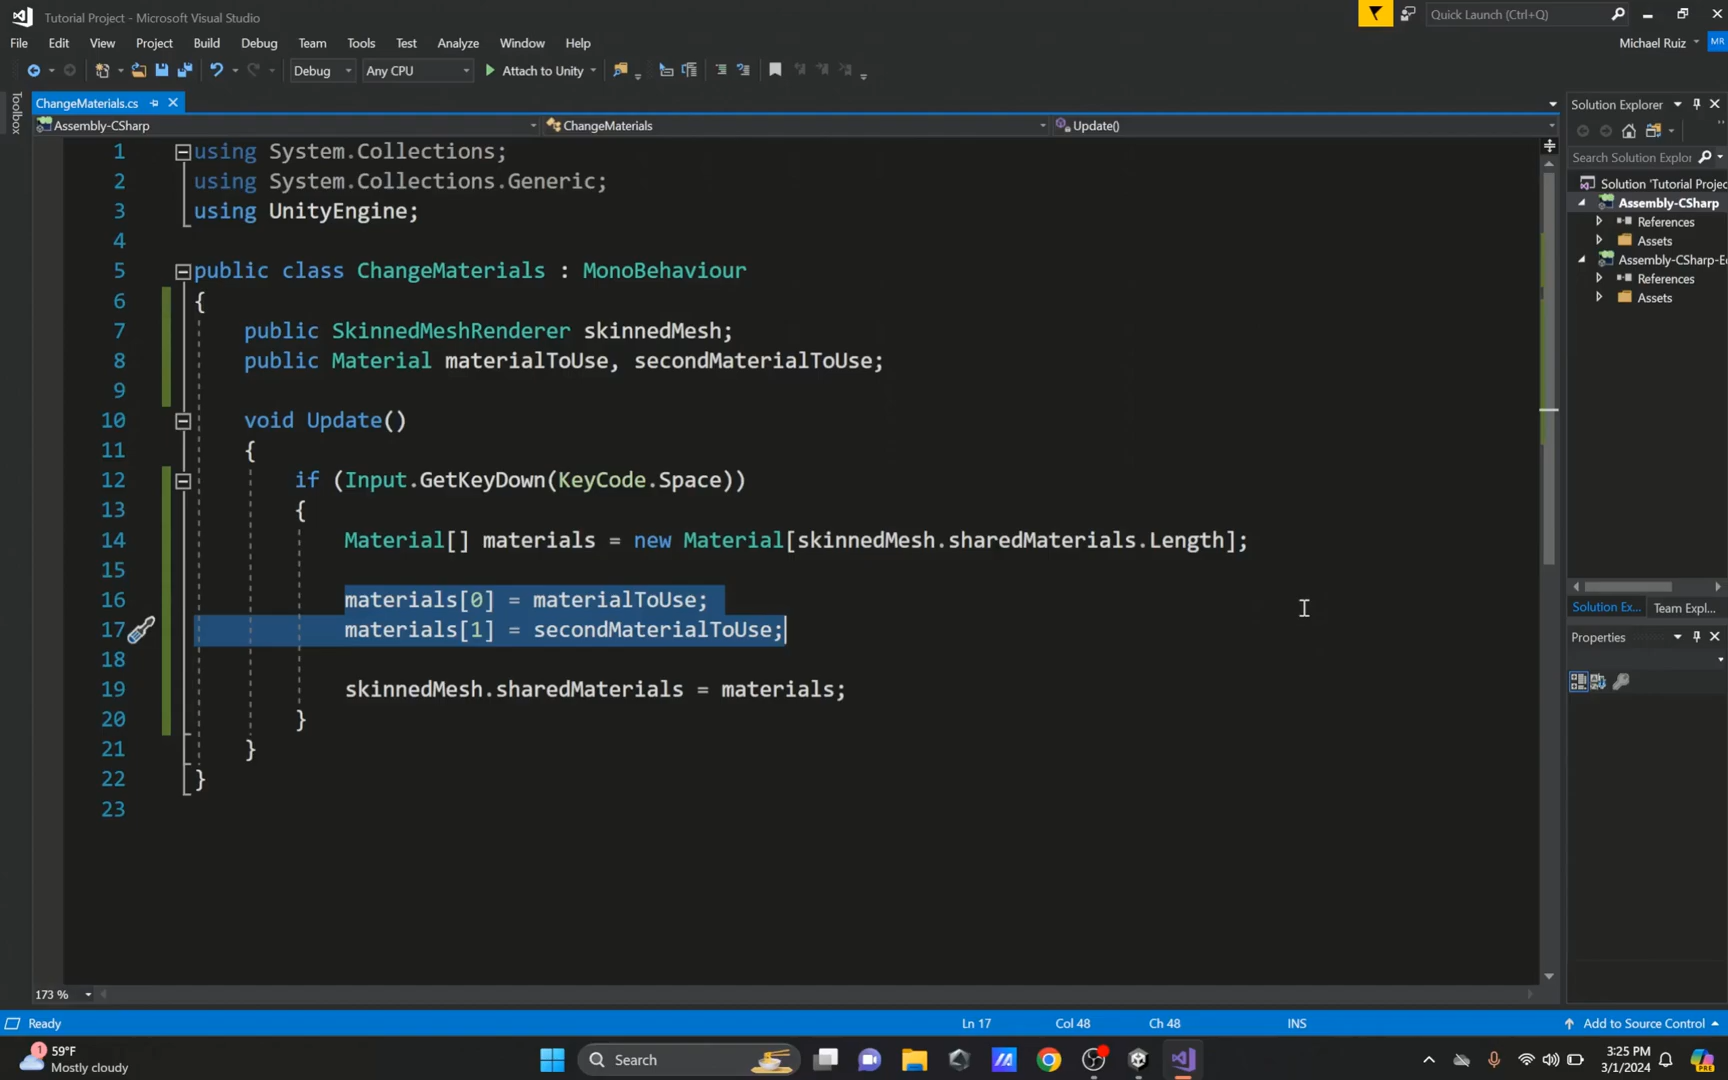 Tutorial Project - Microsoft Visual Studio
Quick Launch (Ctrl+Q)
File Edit View Project Build Debug Team Tools Test Analyze Window Help
Michael Ruiz MR
Debug Any CPU Attach to Unity
Toolbox
ChangeMaterials.cs
Assembly-CSharp ChangeMaterials Update()
1 using System.Collections;
2 using System.Collections.Generic;
3 using UnityEngine;
4
5 public class ChangeMaterials : MonoBehaviour
6 {
7 public SkinnedMeshRenderer skinnedMesh;
8 public Material materialToUse, secondMaterialToUse;
9
10 void Update()
11 {
12 if (Input.GetKeyDown(KeyCode.Space))
13 {
14 Material[] materials = new Material[skinnedMesh.sharedMaterials.Length];
15
16 materials[0] = materialToUse;
17 materials[1] = secondMaterialToUse;
18
19 skinnedMesh.sharedMaterials = materials;
20 }
21 }
22 }
23
173 %
Solution Explorer
Search Solution Explor
Solution 'Tutorial Projec
Assembly-CSharp
References
Assets
Assembly-CSharp-E
References
Assets
Solution Ex... Team Expl...
Properties
Ready Ln 17 Col 48 Ch 48 INS Add to Source Control
1 59°F
Mostly cloudy
Search
3:25 PM
3/1/2024
PRE